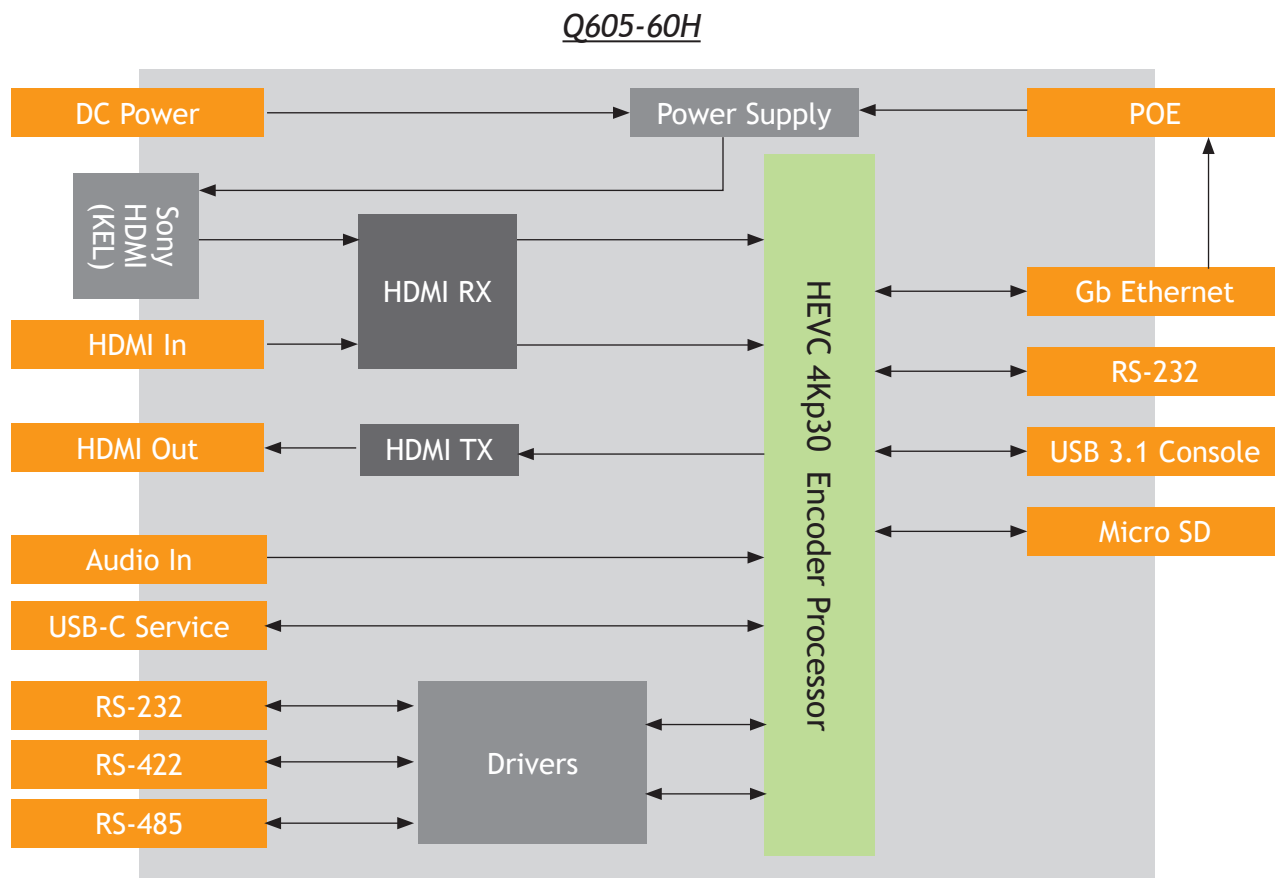 Q605-60H
DC Power
Power Supply
POE
Sony
HDMI
(KEL)
HDMI RX
HDMI In
HDMI Out
HDMI TX
Audio In
USB-C Service
RS-232
RS-422
RS-485
Drivers
HEVC 4Kp30 Encoder Processor
Gb Ethernet
RS-232
USB 3.1 Console
Micro SD